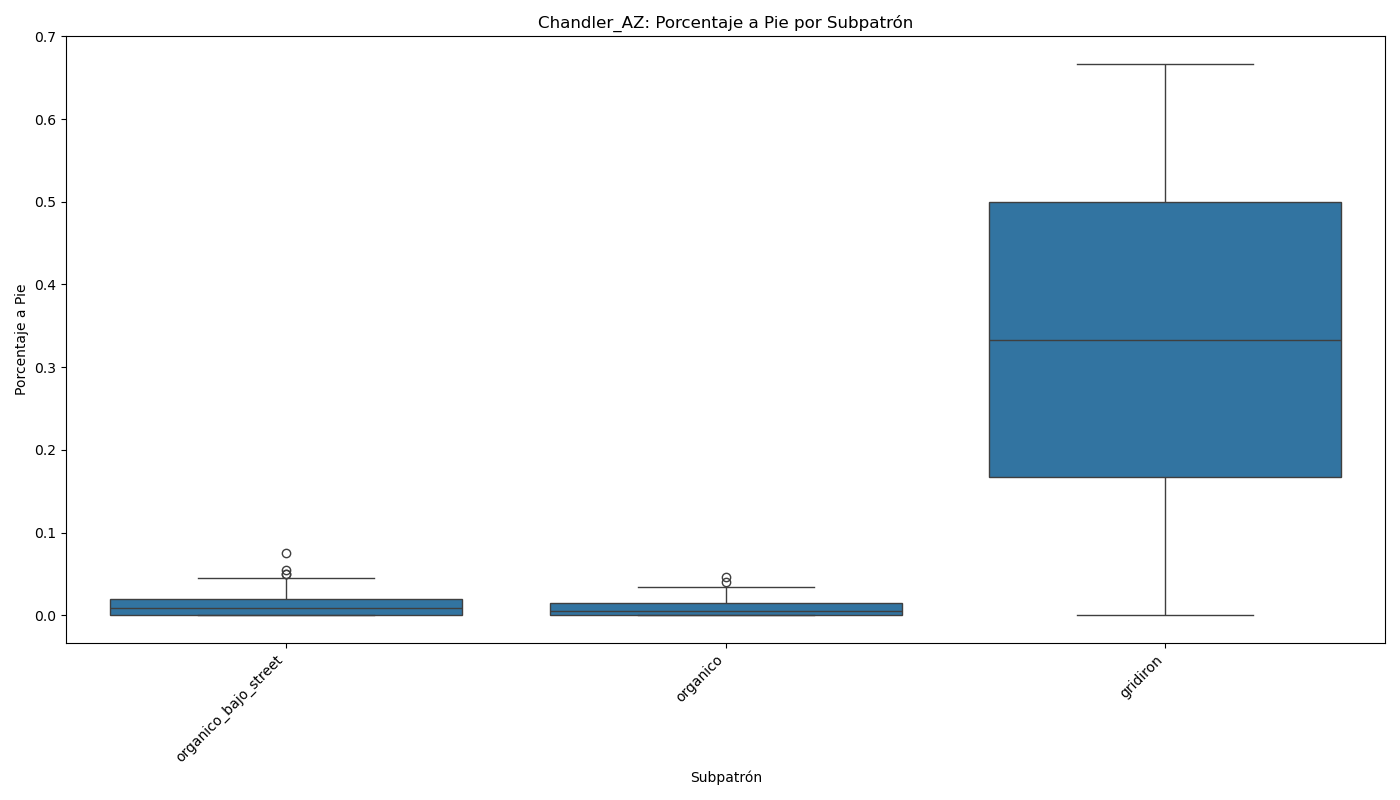 Chandler_AZ: Porcentaje a Pie por Subpatrón
Porcentaje a Pie
0.7
0.6
0.5
0.4
0.3
0.2
0.1
0.0
organico_bajo_street
organico
gridiron
Subpatrón